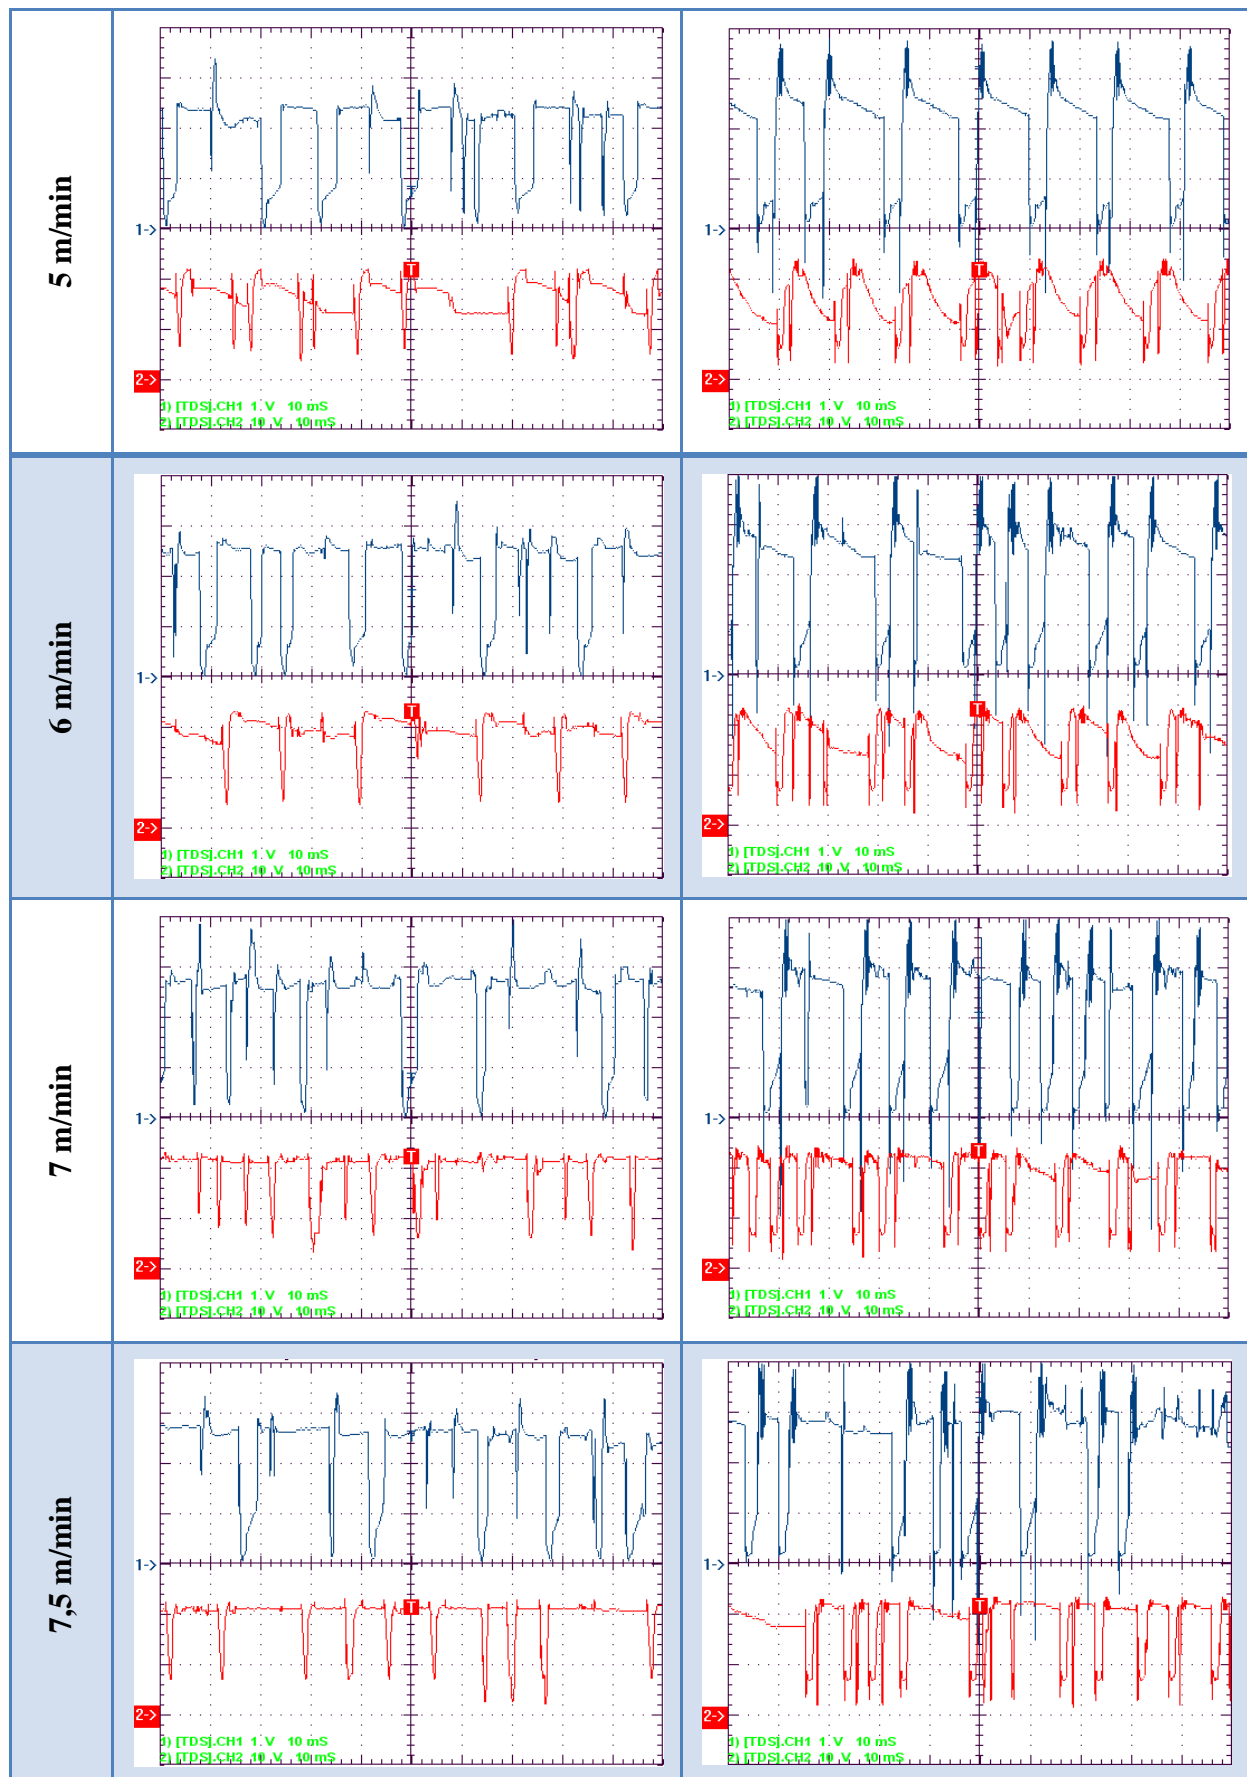 5 m/min
1->
T
2->
1) [TDS].CH1 1. V 10 mS
2) [TDS].CH2 10 V 10 mS
1->
T
2->
1) [TDS].CH1 1. V 10 mS
2) [TDS].CH2 10 V 10 mS
6 m/min
1->
T
2->
1) [TDS].CH1 1. V 10 mS
2) [TDS].CH2 10 V 10 mS
1->
T
2->
1) [TDS].CH1 1. V 10 mS
2) [TDS].CH2 10 V 10 mS
7 m/min
1->
T
2->
1) [TDS].CH1 1. V 10 mS
2) [TDS].CH2 10 V 10 mS
1->
T
2->
1) [TDS].CH1 1. V 10 mS
2) [TDS].CH2 10 V 10 mS
7,5 m/min
1->
T
2->
1) [TDS].CH1 1. V 10 mS
2) [TDS].CH2 10 V 10 mS
1->
T
2->
1) [TDS].CH1 1. V 10 mS
2) [TDS].CH2 10 V 10 mS